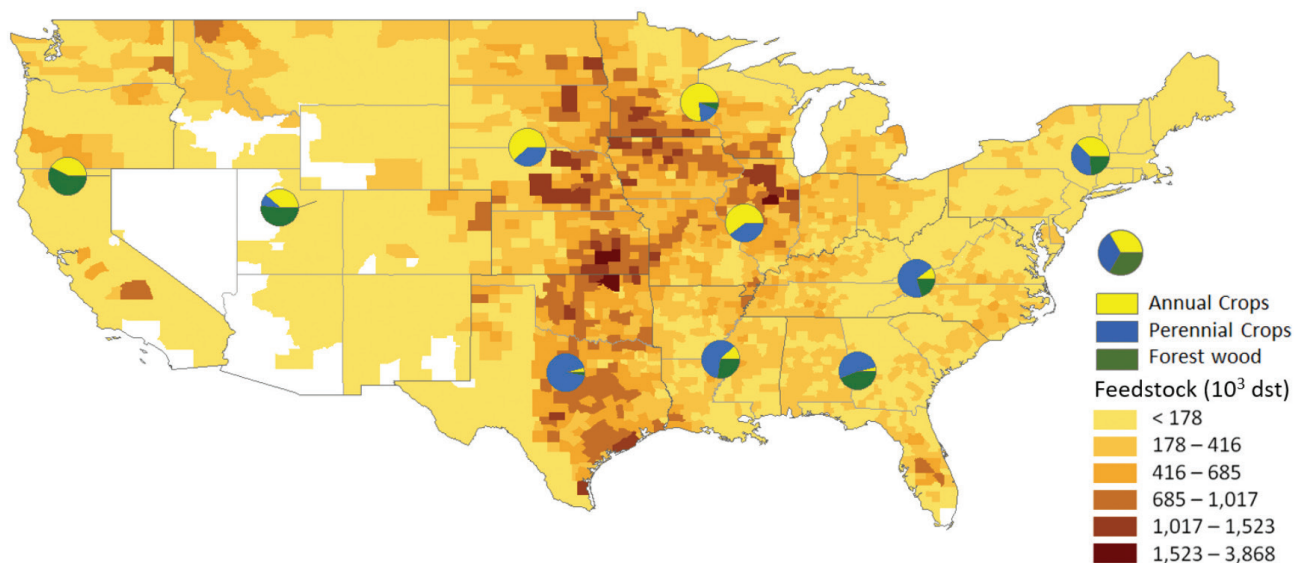 Annual Crops
Perennial Crops
Forest wood
Feedstock (10³ dst)
< 178
178 – 416
416 – 685
685 – 1,017
1,017 – 1,523
1,523 – 3,868